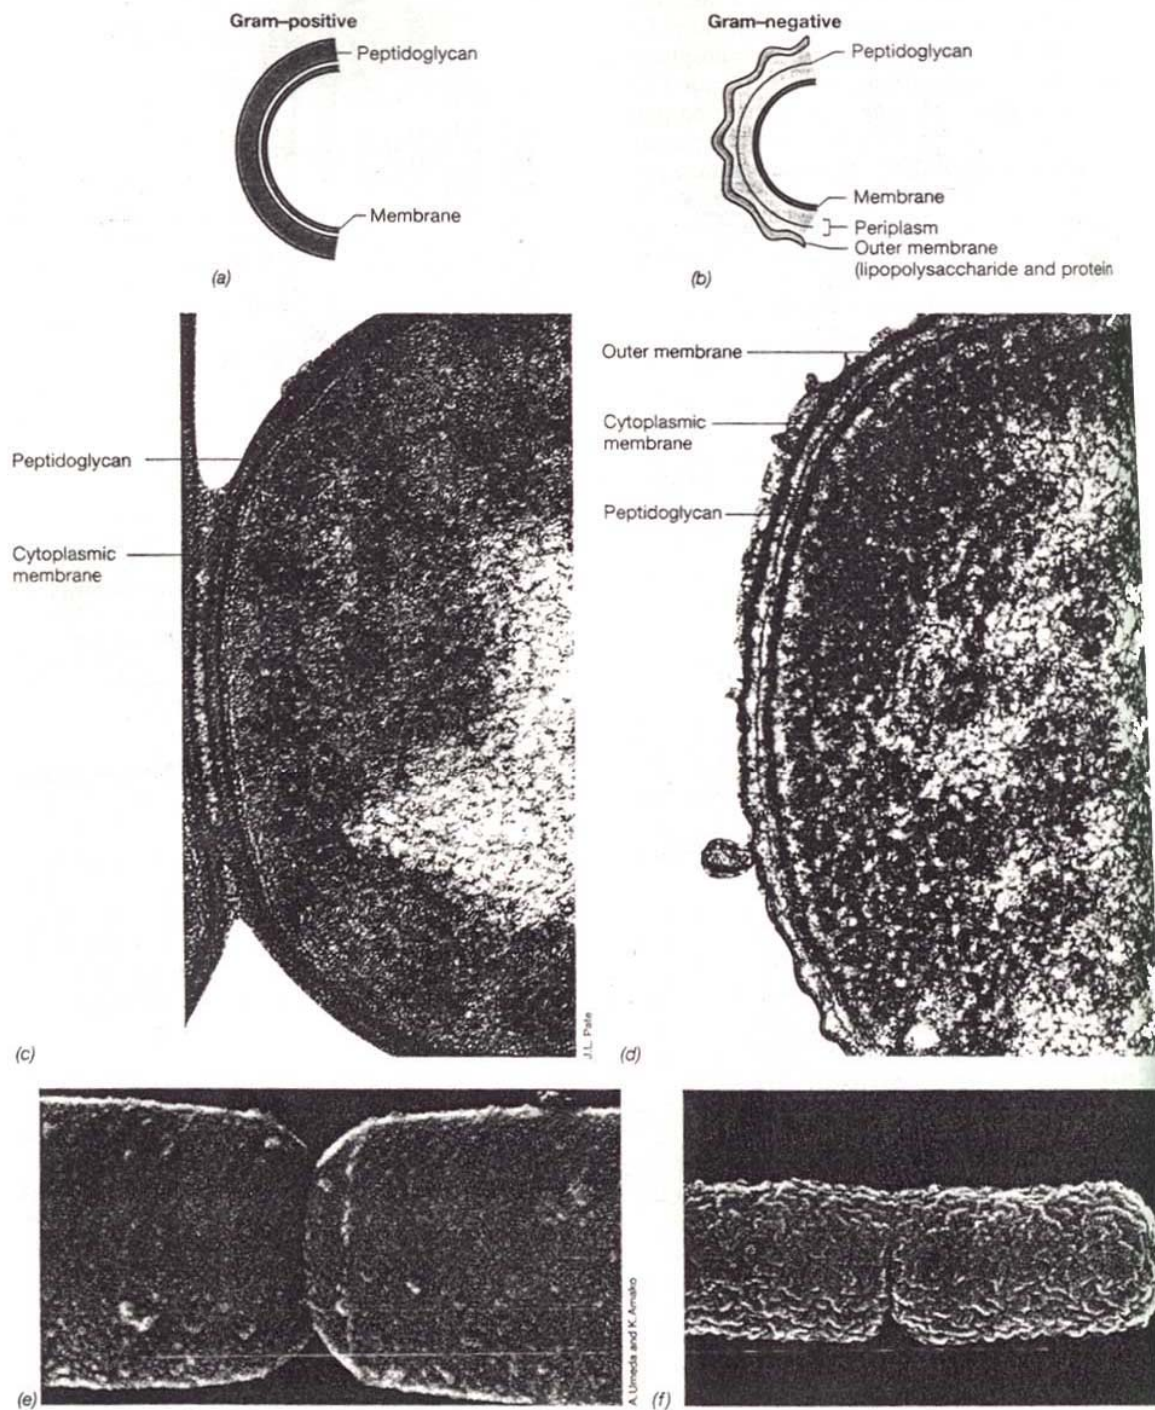 Gram–positive
Peptidoglycan
Membrane
(a)
Gram–negative
Peptidoglycan
Membrane
Periplasm
Outer membrane
(lipopolysaccharide and protein
(b)
Peptidoglycan
Cytoplasmic
membrane
(c)
J.L. Pate
Outer membrane
Cytoplasmic
membrane
Peptidoglycan
(d)
(e)
A. Umeda and K. Amako
(f)